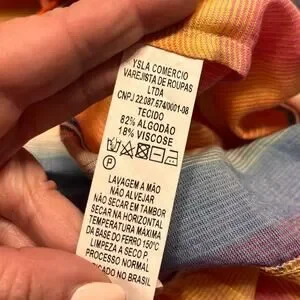 YSLA COMERCIO
VAREJISTA DE ROUPAS
LTDA
CNPJ 22.087.674/0001-08
TECIDO
82% ALGODÃO
18% VISCOSE
P
LAVAGEM A MÃO
NÃO ALVEJAR
NÃO SECAR EM TAMBOR
SECAR NA HORIZONTAL
TEMPERATURA MÁXIMA
DA BASE DO FERRO 150°C
LIMPEZA A SECO P.
PROCESSO NORMAL
NO BRASIL